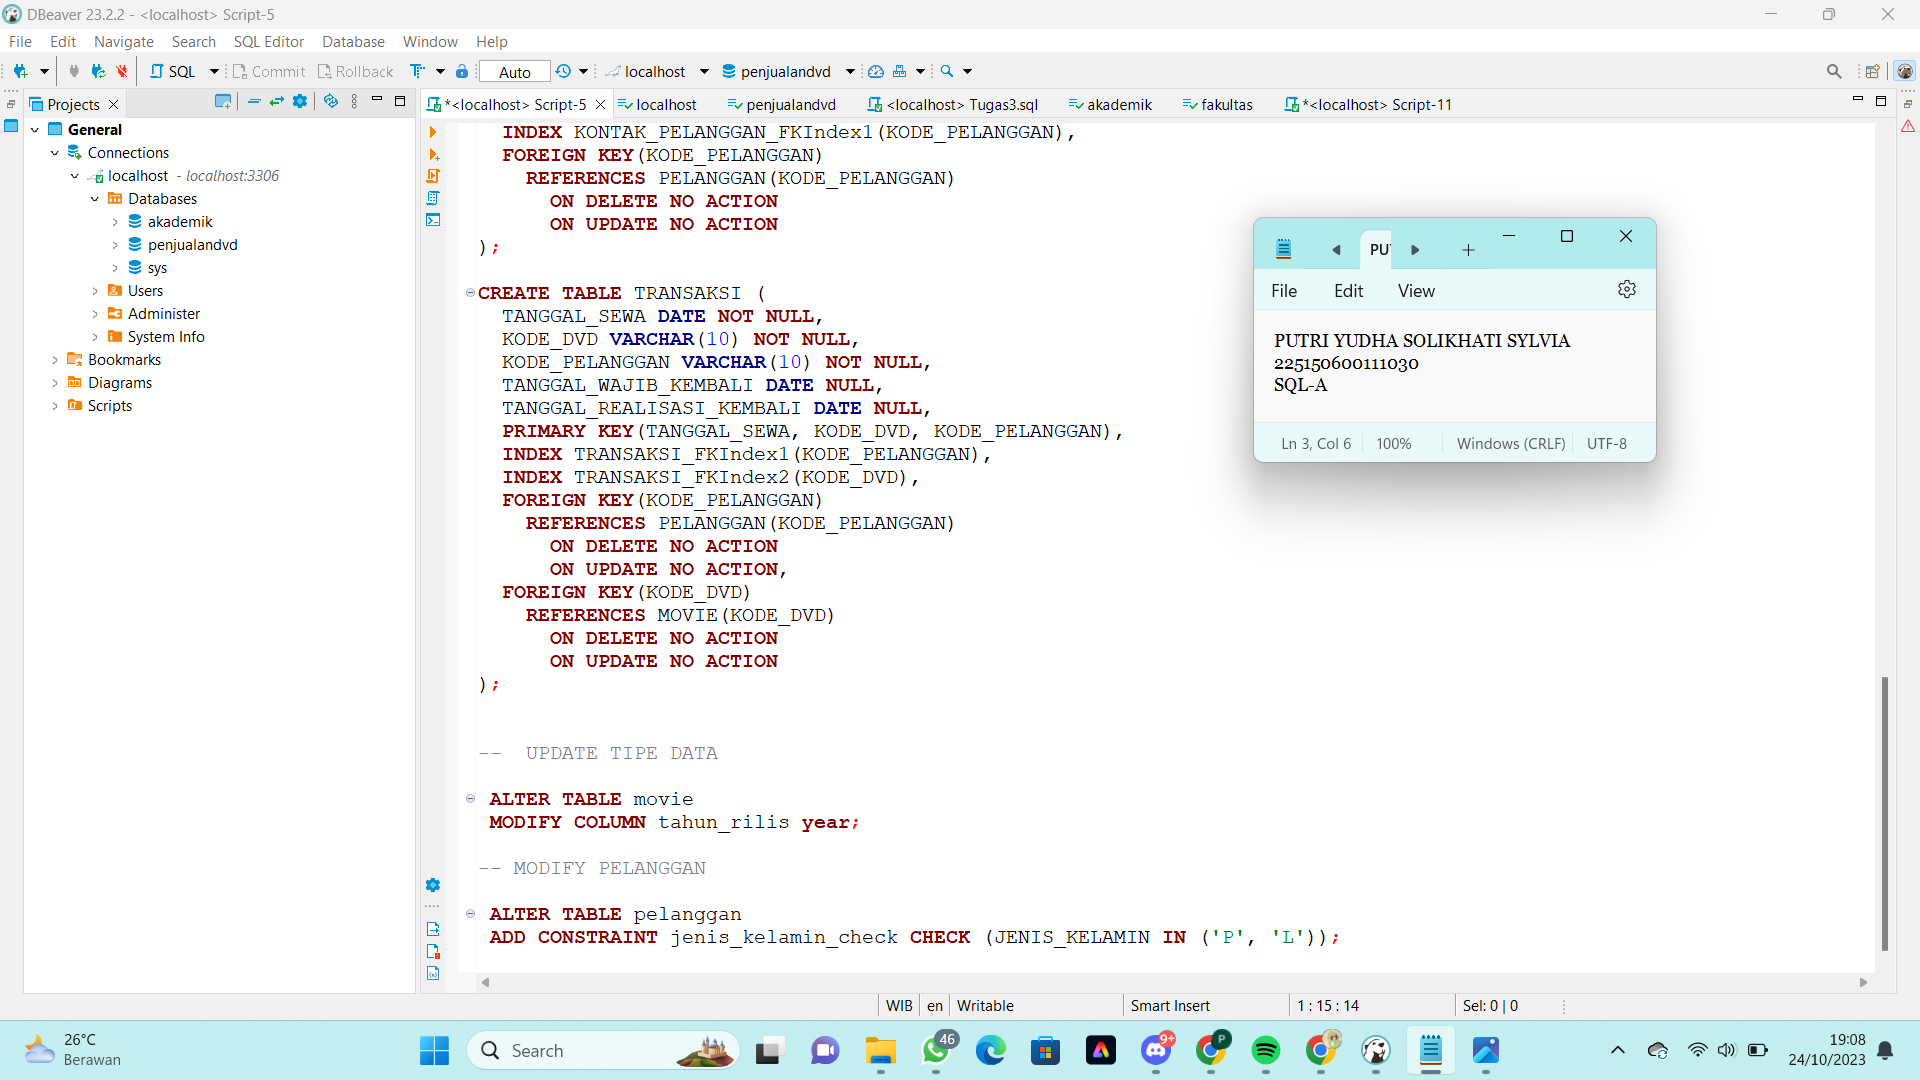 DBeaver 23.2.2 - <localhost> Script-5
File Edit Navigate Search SQL Editor Database Window Help
SQL Commit Rollback Auto localhost penjualandvd
Projects
*<localhost> Script-5 localhost penjualandvd <localhost> Tugas3.sql akademik fakultas *<localhost> Script-11
General
Connections
localhost - localhost:3306
Databases
akademik
penjualandvd
sys
Users
Administer
System Info
Bookmarks
Diagrams
Scripts
INDEX KONTAK_PELANGGAN_FKIndex1(KODE_PELANGGAN),
FOREIGN KEY(KODE_PELANGGAN)
REFERENCES PELANGGAN(KODE_PELANGGAN)
ON DELETE NO ACTION
ON UPDATE NO ACTION
);
CREATE TABLE TRANSAKSI (
TANGGAL_SEWA DATE NOT NULL,
KODE_DVD VARCHAR(10) NOT NULL,
KODE_PELANGGAN VARCHAR(10) NOT NULL,
TANGGAL_WAJIB_KEMBALI DATE NULL,
TANGGAL_REALISASI_KEMBALI DATE NULL,
PRIMARY KEY(TANGGAL_SEWA, KODE_DVD, KODE_PELANGGAN),
INDEX TRANSAKSI_FKIndex1(KODE_PELANGGAN),
INDEX TRANSAKSI_FKIndex2(KODE_DVD),
FOREIGN KEY(KODE_PELANGGAN)
REFERENCES PELANGGAN(KODE_PELANGGAN)
ON DELETE NO ACTION
ON UPDATE NO ACTION,
FOREIGN KEY(KODE_DVD)
REFERENCES MOVIE(KODE_DVD)
ON DELETE NO ACTION
ON UPDATE NO ACTION
);
-- UPDATE TIPE DATA
ALTER TABLE movie
MODIFY COLUMN tahun_rilis year;
-- MODIFY PELANGGAN
ALTER TABLE pelanggan
ADD CONSTRAINT jenis_kelamin_check CHECK (JENIS_KELAMIN IN ('P', 'L'));
PU
File Edit View
PUTRI YUDHA SOLIKHATI SYLVIA
225150600111030
SQL-A
Ln 3, Col 6 100% Windows (CRLF) UTF-8
WIB en Writable Smart Insert 1 : 15 : 14 Sel: 0 | 0
26°C
Berawan
Search
46
9+
P
19:08
24/10/2023